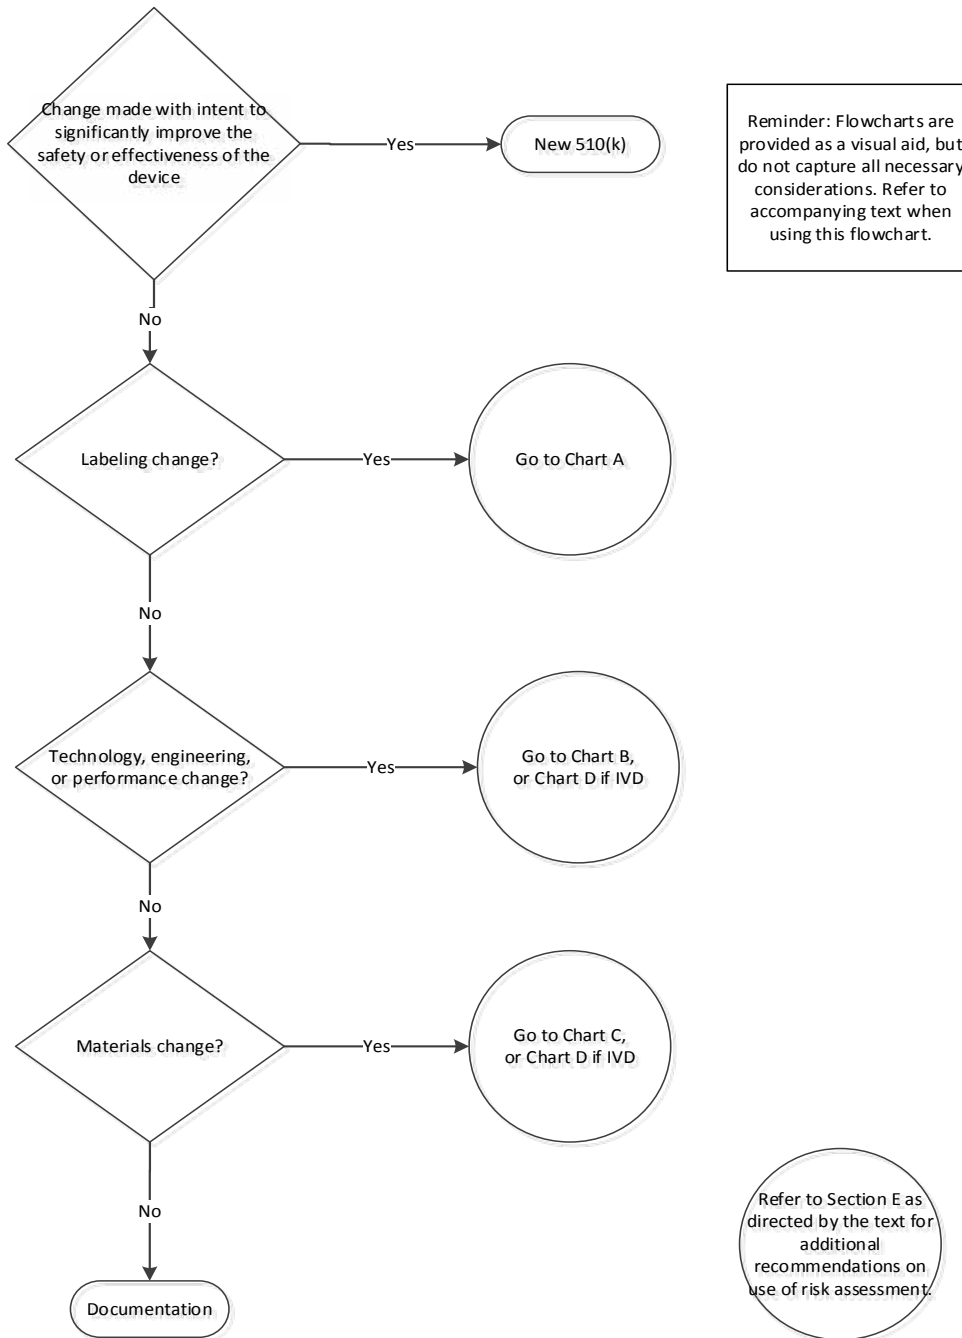 Change made with intent to
significantly improve the
safety or effectiveness of the
device
Yes
New 510(k)
Reminder: Flowcharts are
provided as a visual aid, but
do not capture all necessary
considerations. Refer to
accompanying text when
using this flowchart.
No
Labeling change?
Yes
Go to Chart A
No
Technology, engineering,
or performance change?
Yes
Go to Chart B,
or Chart D if IVD
No
Materials change?
Yes
Go to Chart C,
or Chart D if IVD
No
Documentation
Refer to Section E as
directed by the text for
additional
recommendations on
use of risk assessment.